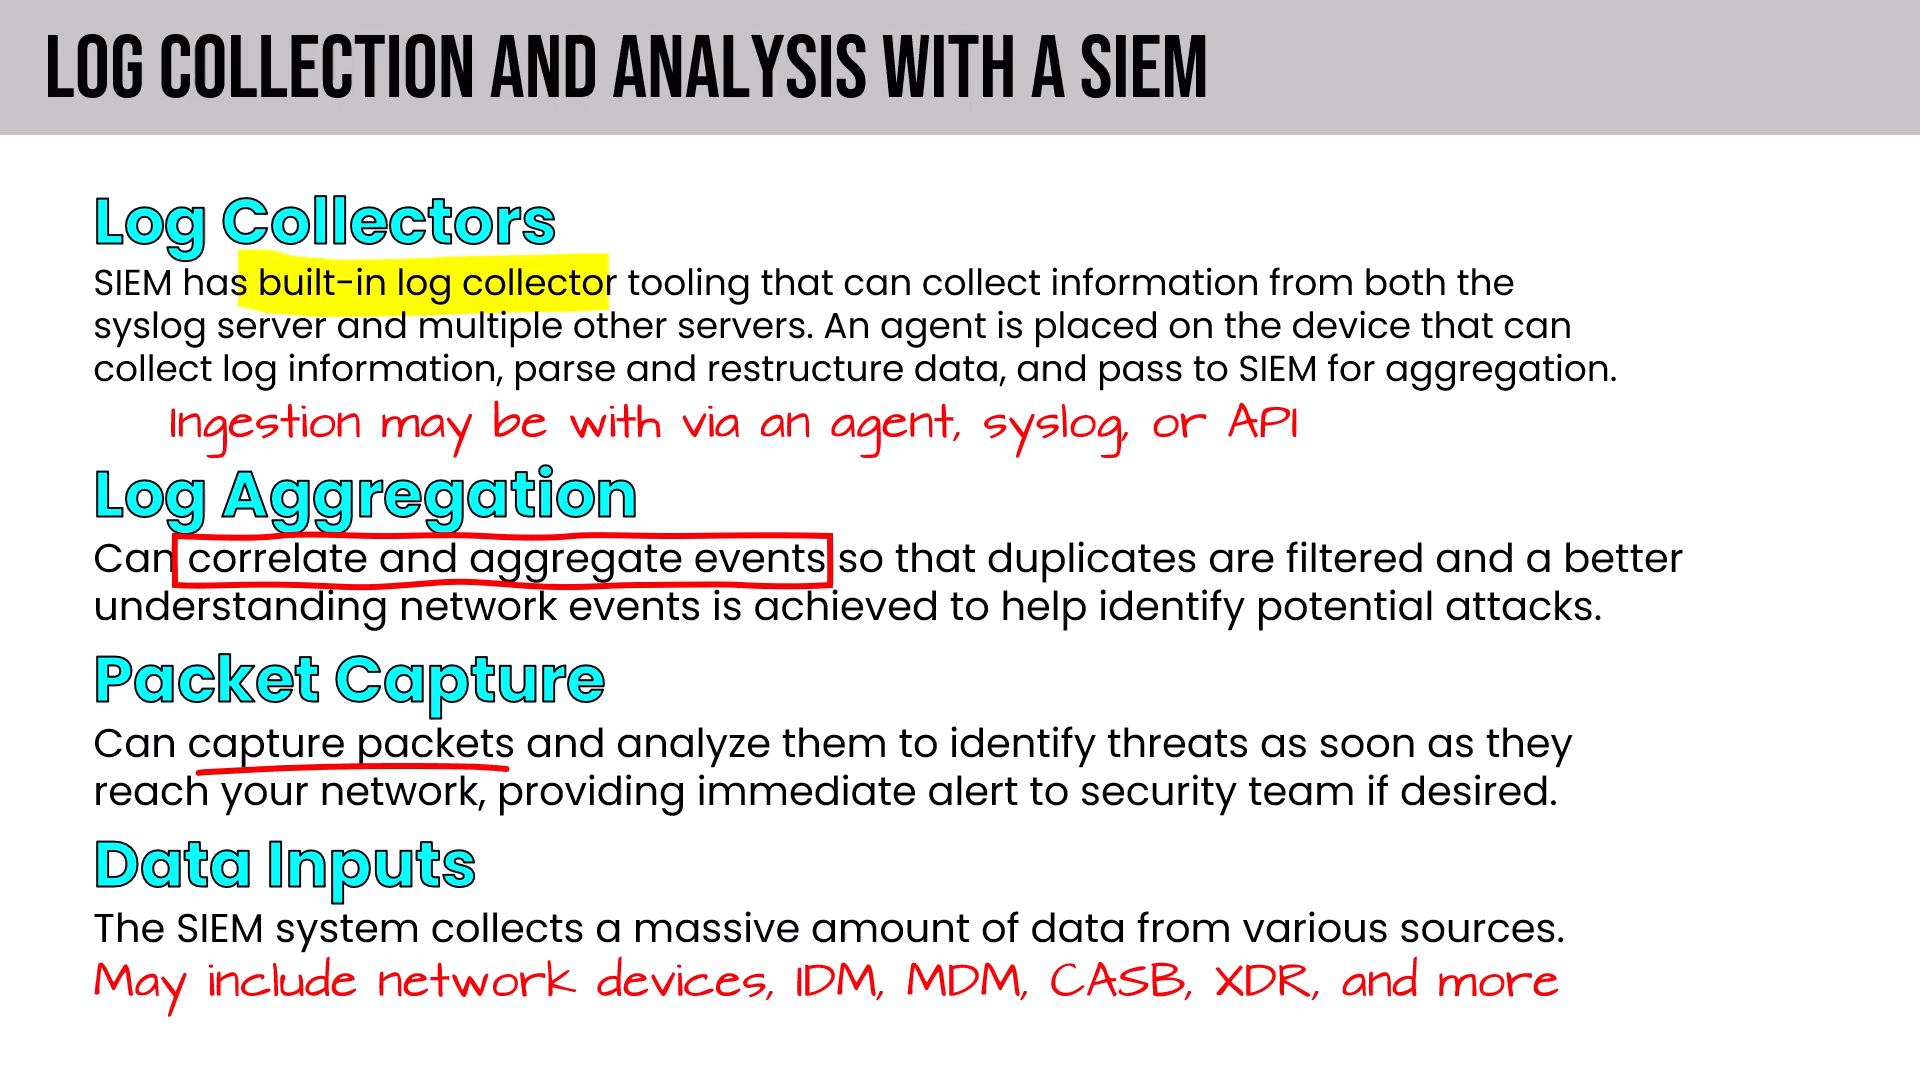 LOG COLLECTION AND ANALYSIS WITH A SIEM
Log Collectors
SIEM has built-in log collector tooling that can collect information from both the
syslog server and multiple other servers. An agent is placed on the device that can
collect log information, parse and restructure data, and pass to SIEM for aggregation.
Ingestion may be with via an agent, syslog, or API
Log Aggregation
Can correlate and aggregate events so that duplicates are filtered and a better
understanding network events is achieved to help identify potential attacks.
Packet Capture
Can capture packets and analyze them to identify threats as soon as they
reach your network, providing immediate alert to security team if desired.
Data Inputs
The SIEM system collects a massive amount of data from various sources.
May include network devices, IDM, MDM, CASB, XDR, and more